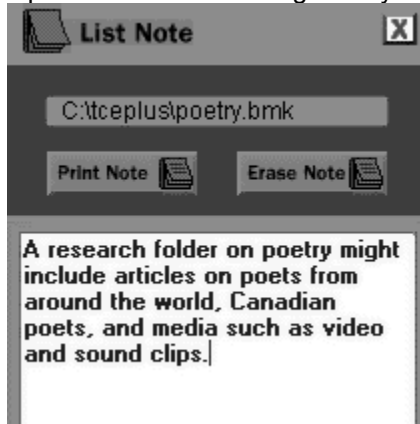 List Note
X
C:\tceplus\poetry.bmk
Print Note
Erase Note
A research folder on poetry might
include articles on poets from
around the world, Canadian
poets, and media such as video
and sound clips.